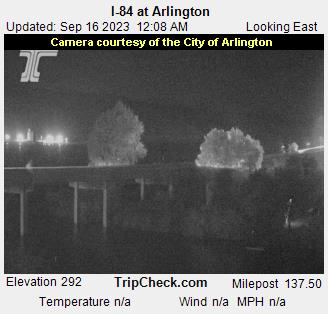 I-84 at Arlington
Updated: Sep 16 2023 12:08 AM Looking East
Camera courtesy of the City of Arlington
Elevation 292 TripCheck.com Milepost 137.50
Temperature n/a Wind n/a MPH n/a